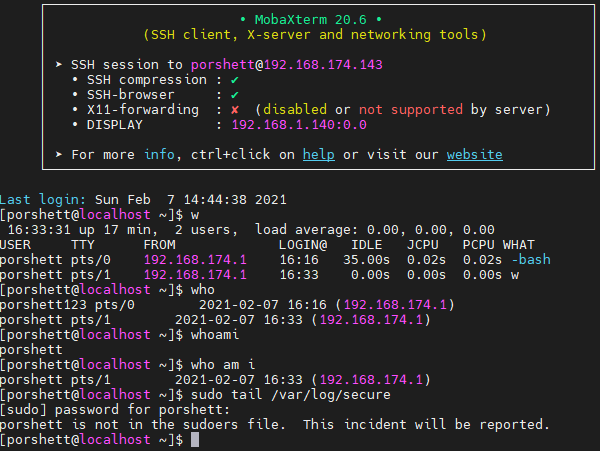 • MobaXterm 20.6 •
(SSH client, X-server and networking tools)
➤ SSH session to porshett@192.168.174.143
• SSH compression : ✔
• SSH-browser : ✔
• X11-forwarding : ✘ (disabled or not supported by server)
• DISPLAY : 192.168.1.140:0.0
➤ For more info, ctrl+click on help or visit our website
Last login: Sun Feb  7 14:44:38 2021
[porshett@localhost ~]$ w
 16:33:31 up 17 min,  2 users,  load average: 0.00, 0.00, 0.00
USER     TTY      FROM             LOGIN@   IDLE   JCPU   PCPU WHAT
porshett pts/0    192.168.174.1    16:16   35.00s  0.02s  0.02s -bash
porshett pts/1    192.168.174.1    16:33    0.00s  0.00s  0.00s w
[porshett@localhost ~]$ who
porshett123 pts/0        2021-02-07 16:16 (192.168.174.1)
porshett pts/1        2021-02-07 16:33 (192.168.174.1)
[porshett@localhost ~]$ whoami
porshett
[porshett@localhost ~]$ who am i
porshett pts/1        2021-02-07 16:33 (192.168.174.1)
[porshett@localhost ~]$ sudo tail /var/log/secure
[sudo] password for porshett:
porshett is not in the sudoers file.  This incident will be reported.
[porshett@localhost ~]$